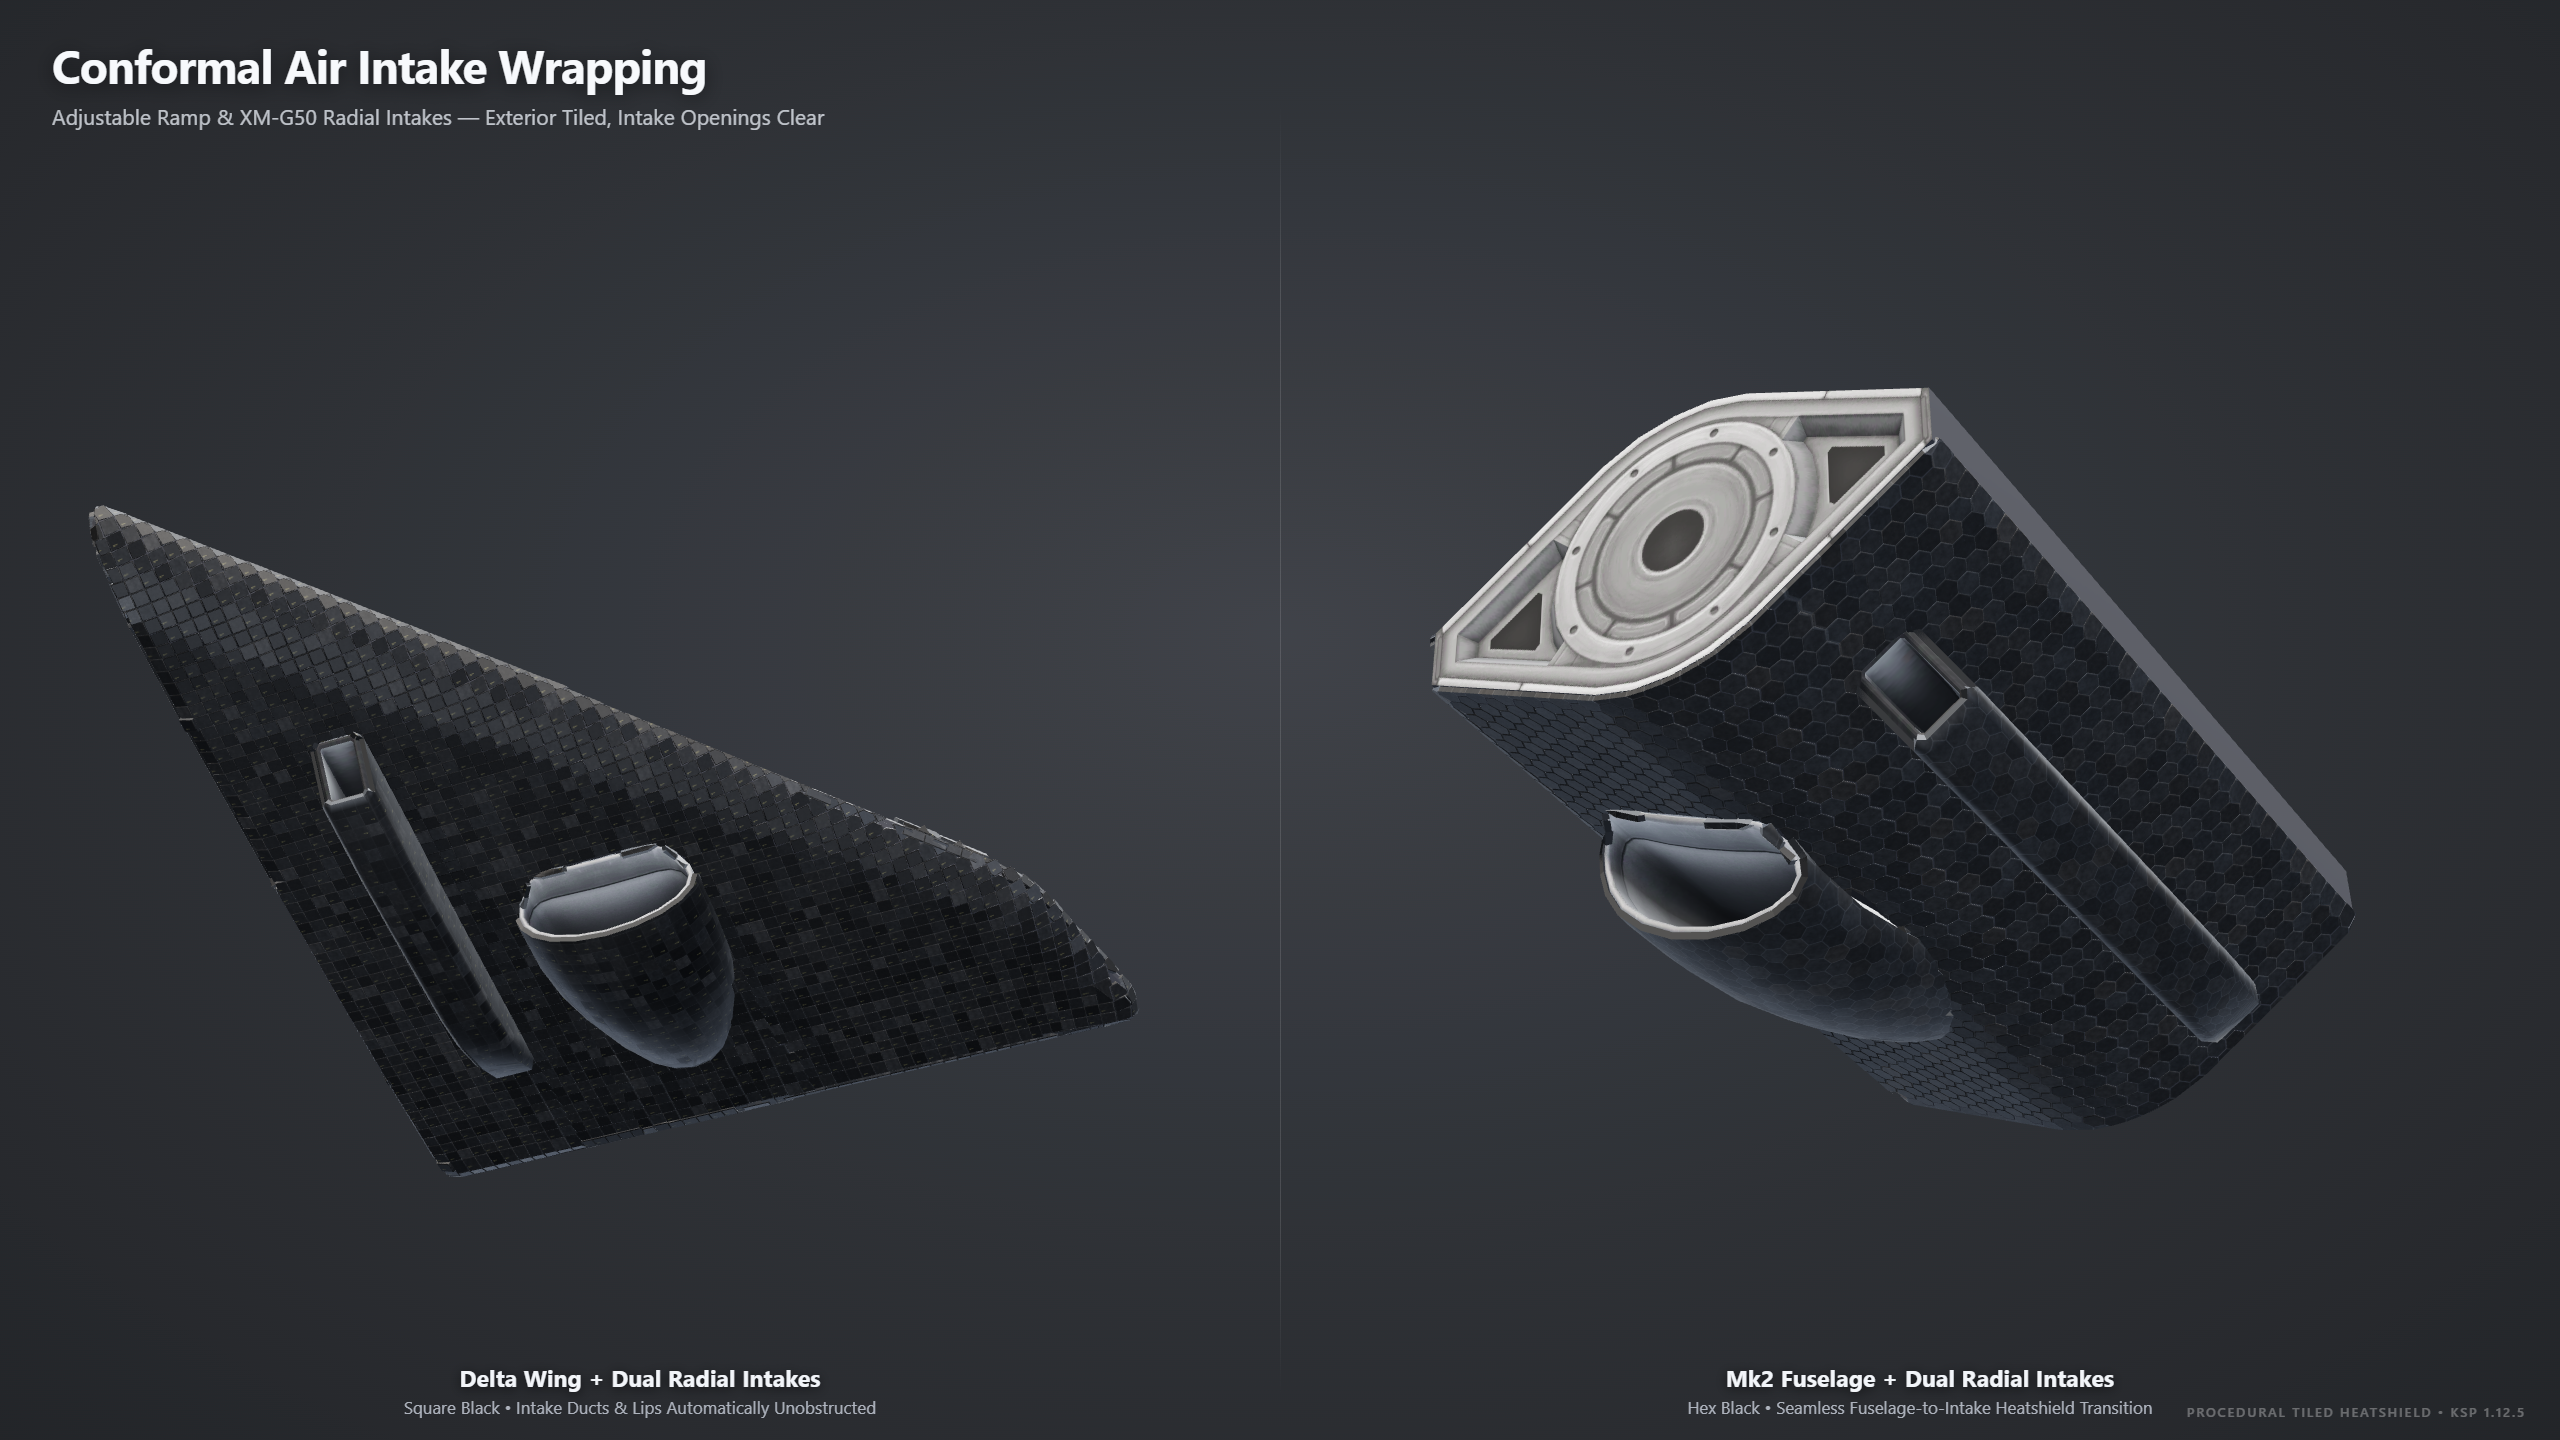 Conformal Air Intake Wrapping
Adjustable Ramp & XM-G50 Radial Intakes — Exterior Tiled, Intake Openings Clear
Delta Wing + Dual Radial Intakes
Square Black • Intake Ducts & Lips Automatically Unobstructed
Mk2 Fuselage + Dual Radial Intakes
Hex Black • Seamless Fuselage-to-Intake Heatshield Transition
PROCEDURAL TILED HEATSHIELD • KSP 1.12.5